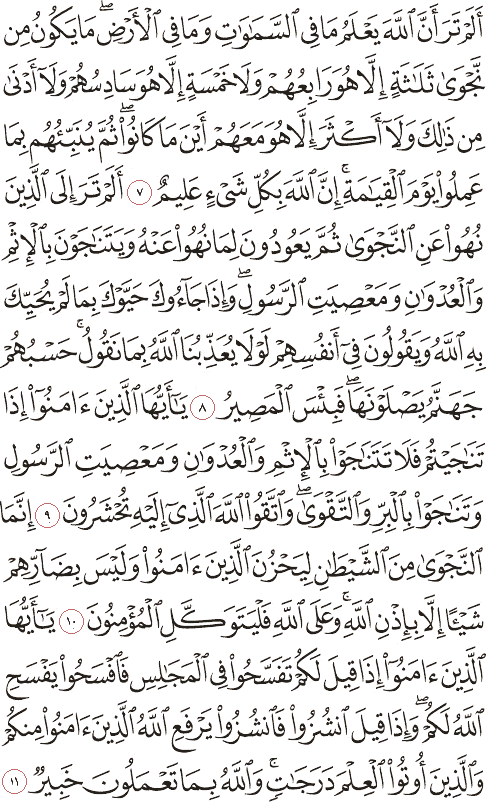 أَلَمْ تَرَ أَنَّ ٱللَّهَ يَعْلَمُ مَا فِى ٱلسَّمَٰوَٰتِ وَمَا فِى ٱلْأَرْضِ ۖ مَا يَكُونُ مِن
نَّجْوَىٰ ثَلَٰثَةٍ إِلَّا هُوَ رَابِعُهُمْ وَلَا خَمْسَةٍ إِلَّا هُوَ سَادِسُهُمْ وَلَآ أَدْنَىٰ
مِن ذَٰلِكَ وَلَآ أَكْثَرَ إِلَّا هُوَ مَعَهُمْ أَيْنَ مَا كَانُوا۟ ۖ ثُمَّ يُنَبِّئُهُم بِمَا
عَمِلُوا۟ يَوْمَ ٱلْقِيَٰمَةِ ۚ إِنَّ ٱللَّهَ بِكُلِّ شَىْءٍ عَلِيمٌ ٧ أَلَمْ تَرَ إِلَى ٱلَّذِينَ
نُهُوا۟ عَنِ ٱلنَّجْوَىٰ ثُمَّ يَعُودُونَ لِمَا نُهُوا۟ عَنْهُ وَيَتَنَٰجَوْنَ بِٱلْإِثْمِ
وَٱلْعُدْوَٰنِ وَمَعْصِيَتِ ٱلرَّسُولِ ۖ وَإِذَا جَآءُوكَ حَيَّوْكَ بِمَا لَمْ يُحَيِّكَ
بِهِ ٱللَّهُ وَيَقُولُونَ فِىٓ أَنفُسِهِمْ لَوْلَا يُعَذِّبُنَا ٱللَّهُ بِمَا نَقُولُ ۚ حَسْبُهُمْ
جَهَنَّمُ يَصْلَوْنَهَا ۖ فَبِئْسَ ٱلْمَصِيرُ ٨ يَٰٓأَيُّهَا ٱلَّذِينَ ءَامَنُوٓا۟ إِذَا
تَنَٰجَيْتُمْ فَلَا تَتَنَٰجَوْا۟ بِٱلْإِثْمِ وَٱلْعُدْوَٰنِ وَمَعْصِيَتِ ٱلرَّسُولِ
وَتَنَٰجَوْا۟ بِٱلْبِرِّ وَٱلتَّقْوَىٰ ۖ وَٱتَّقُوا۟ ٱللَّهَ ٱلَّذِىٓ إِلَيْهِ تُحْشَرُونَ ٩ إِنَّمَا
ٱلنَّجْوَىٰ مِنَ ٱلشَّيْطَٰنِ لِيَحْزُنَ ٱلَّذِينَ ءَامَنُوا۟ وَلَيْسَ بِضَآرِّهِمْ
شَيْـًٔا إِلَّا بِإِذْنِ ٱللَّهِ ۚ وَعَلَى ٱللَّهِ فَلْيَتَوَكَّلِ ٱلْمُؤْمِنُونَ ١٠ يَٰٓأَيُّهَا
ٱلَّذِينَ ءَامَنُوٓا۟ إِذَا قِيلَ لَكُمْ تَفَسَّحُوا۟ فِى ٱلْمَجَٰلِسِ فَٱفْسَحُوا۟ يَفْسَحِ
ٱللَّهُ لَكُمْ ۖ وَإِذَا قِيلَ ٱنشُزُوا۟ فَٱنشُزُوا۟ يَرْفَعِ ٱللَّهُ ٱلَّذِينَ ءَامَنُوا۟ مِنكُمْ
وَٱلَّذِينَ أُوتُوا۟ ٱلْعِلْمَ دَرَجَٰتٍ ۚ وَٱللَّهُ بِمَا تَعْمَلُونَ خَبِيرٌ ١١